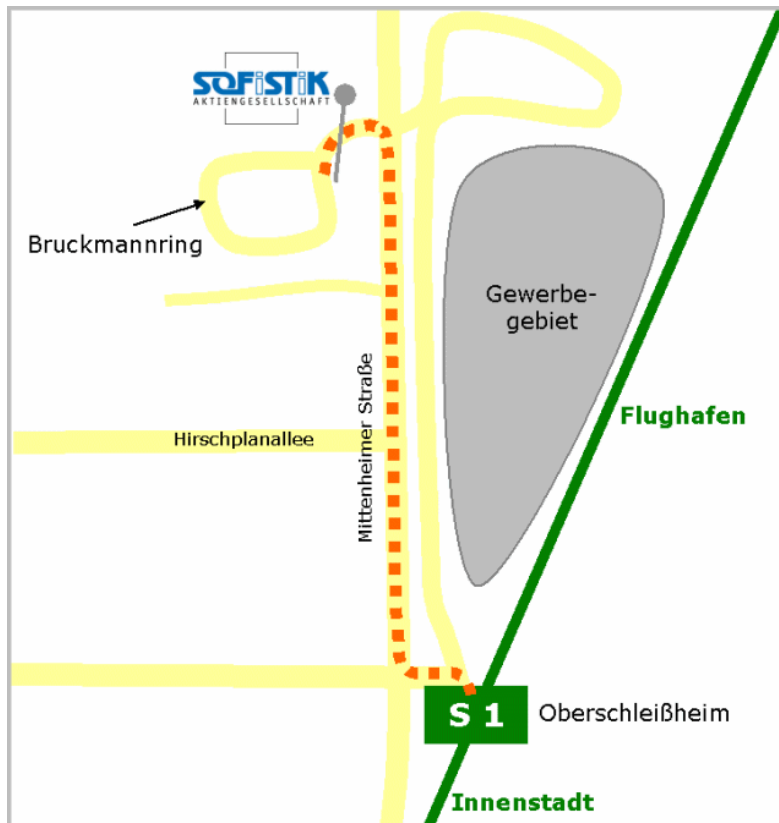 SOFiSTiK
AKTIENGESELLSCHAFT
Bruckmannring
Gewerbe-
gebiet
Flughafen
Hirschplanallee
Mittenheimer Straße
S 1
Oberschleißheim
Innenstadt